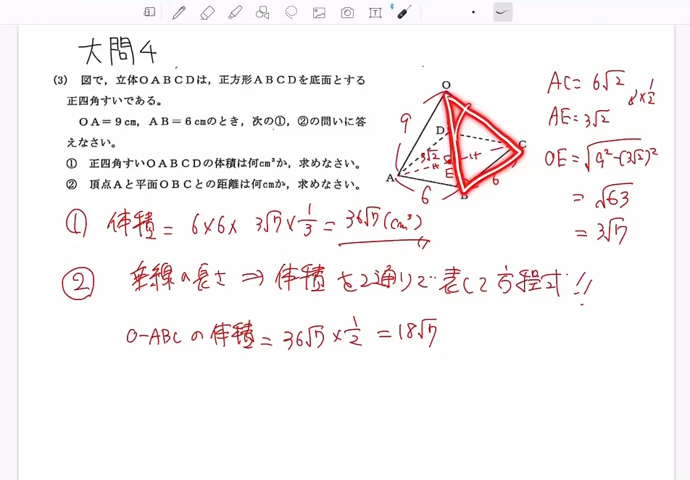 大問4
(3) 図で，立体OABCDは，正方形ABCDを底面とする
正四角すいである。
OA＝9cm，AB＝6cmのとき，次の①，②の問いに答
えなさい。
① 正四角すいOABCDの体積は何cm³か，求めなさい。
② 頂点Aと平面OBCとの距離は何cmか，求めなさい。
O
9
D
C
3√2
A
E
6
B
6
AC＝6√2
×1/2
AE＝3√2
OE＝√9²−(3√2)²
＝√63
＝3√7
① 体積＝6×6×3√7×1/3＝36√7(cm³)
② 垂線の長さ⇒体積を2通りで表して方程式!!
O-ABCの体積＝36√7×1/2＝18√7